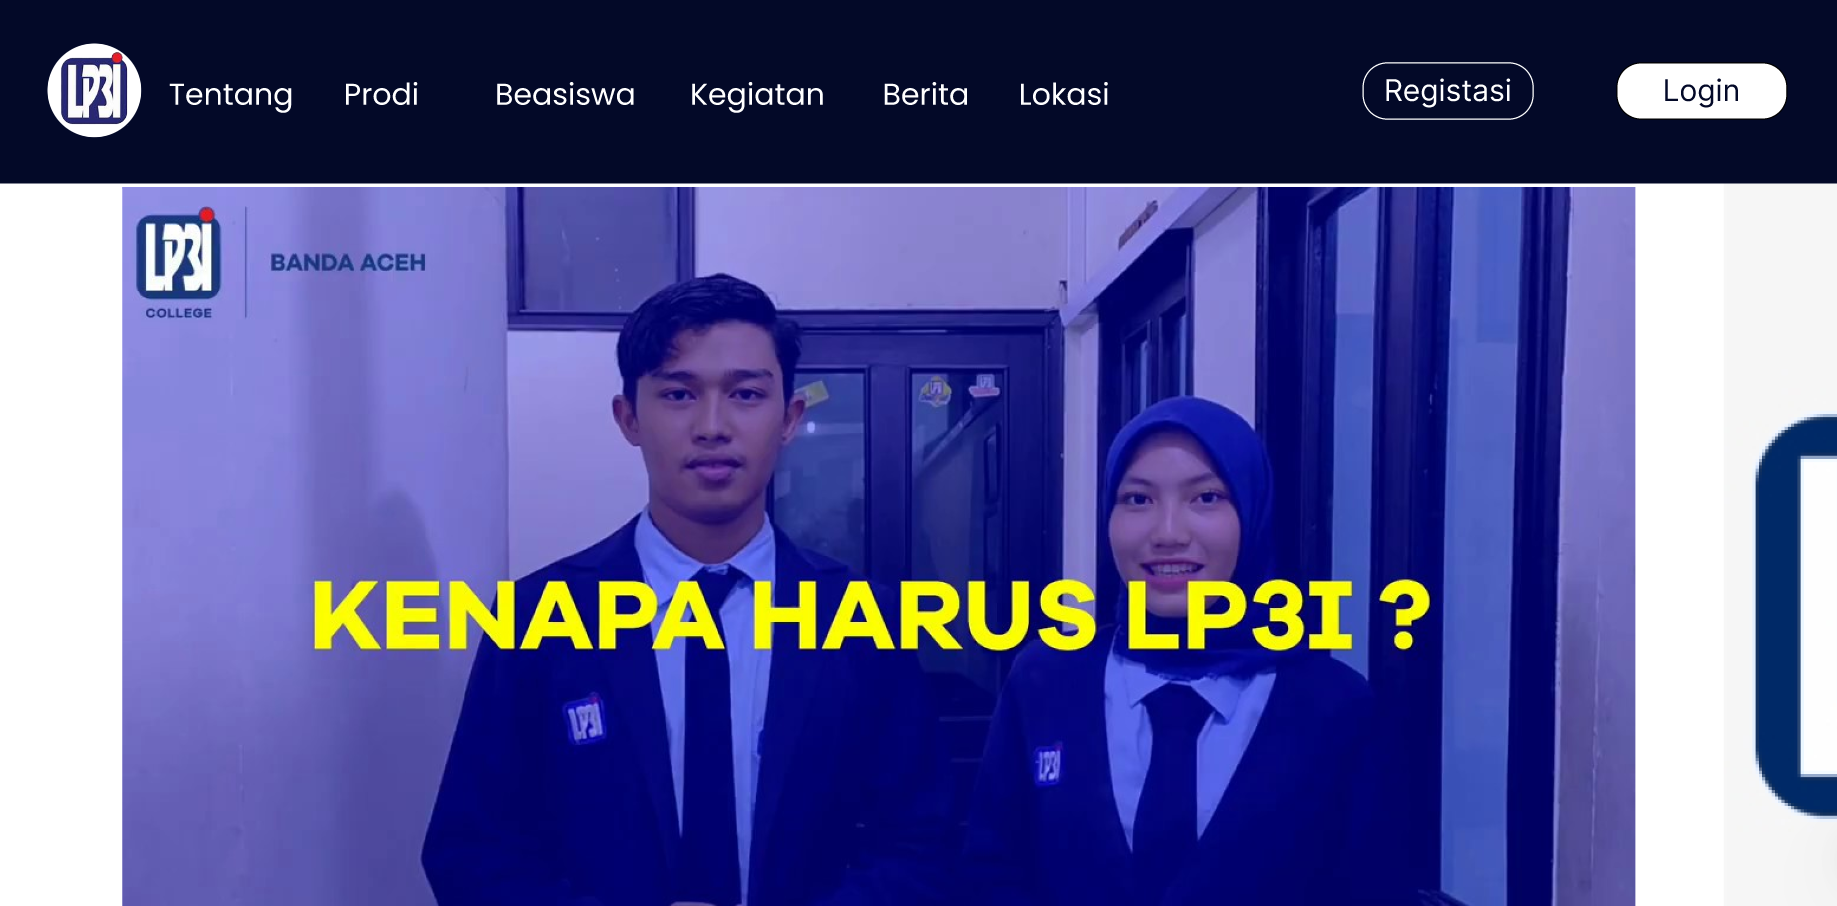 LP3I
Tentang
Prodi
Beasiswa
Kegiatan
Berita
Lokasi
Registasi
Login
LP3I
COLLEGE
BANDA ACEH
KENAPA HARUS LP3I ?
LP3I
LP3I